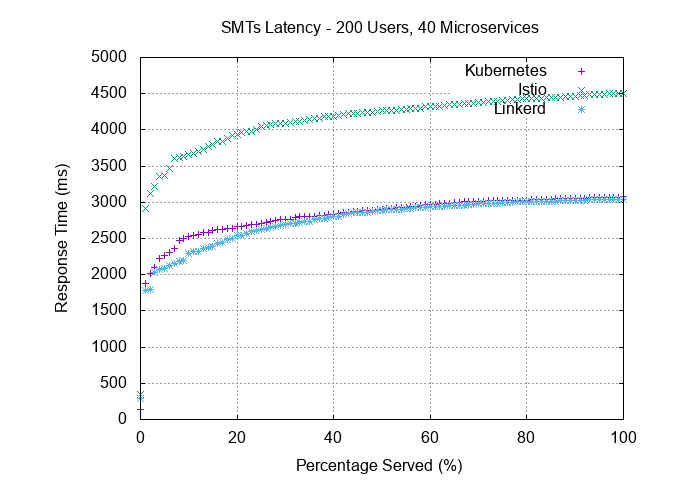 SMTs Latency - 200 Users, 40 Microservices
5000
4500
4000
3500
3000
2500
2000
1500
1000
500
0
Response Time (ms)
Kubernetes
Istio
Linkerd
0 20 40 60 80 100
Percentage Served (%)